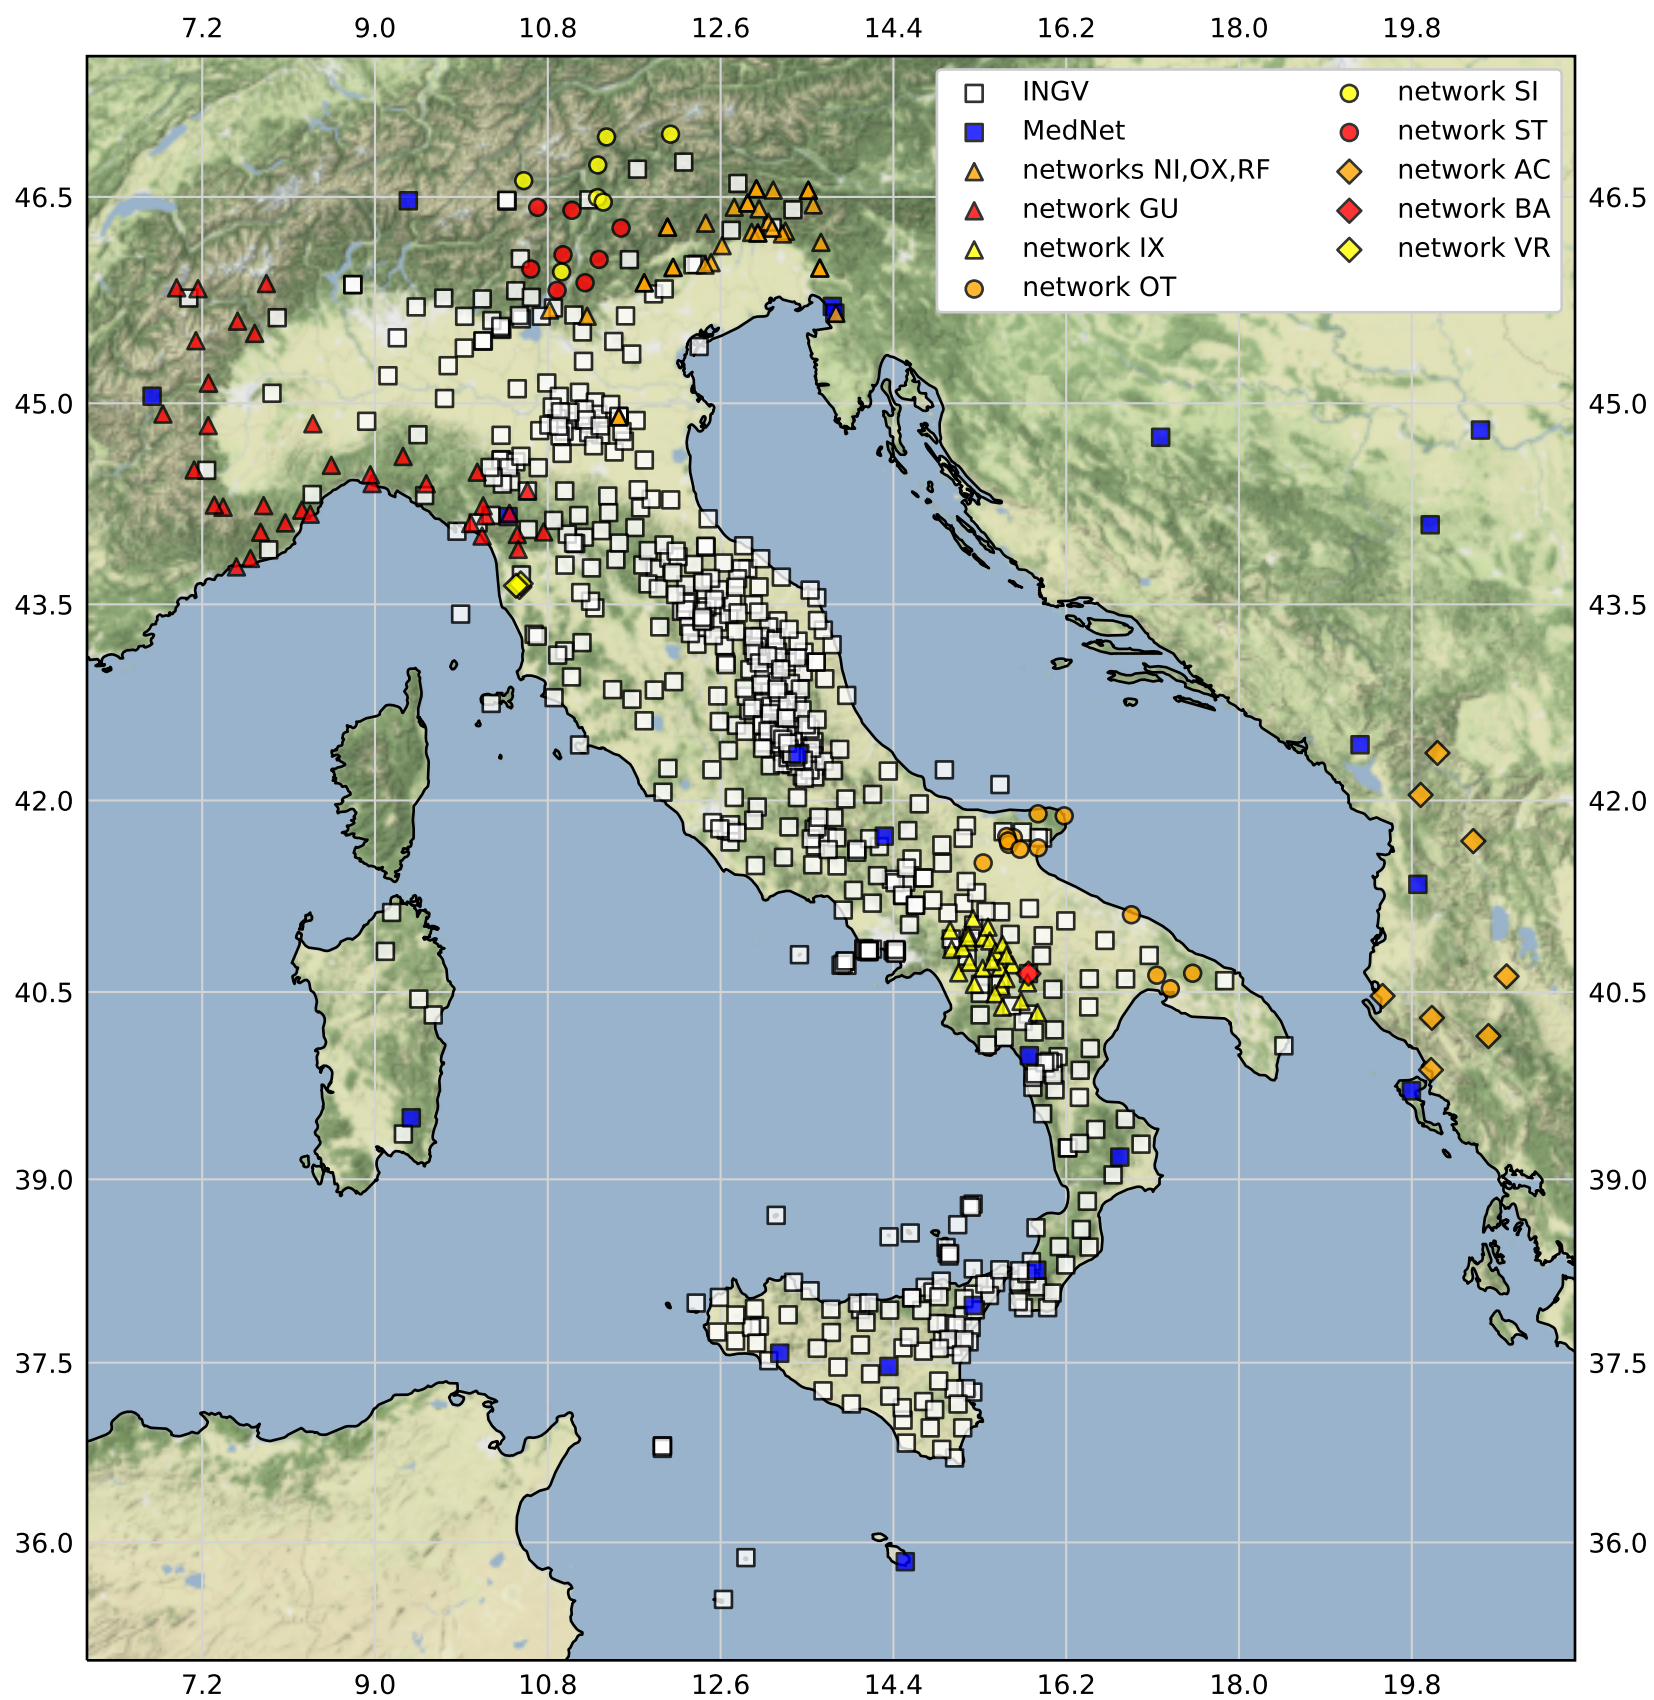 7.2 9.0 10.8 12.6 14.4 16.2 18.0 19.8
INGV
MedNet
networks NI,OX,RF
network GU
network IX
network OT
network SI
network ST
network AC
network BA
network VR
46.5 46.5
45.0 45.0
43.5 43.5
42.0 42.0
40.5 40.5
39.0 39.0
37.5 37.5
36.0 36.0
7.2 9.0 10.8 12.6 14.4 16.2 18.0 19.8